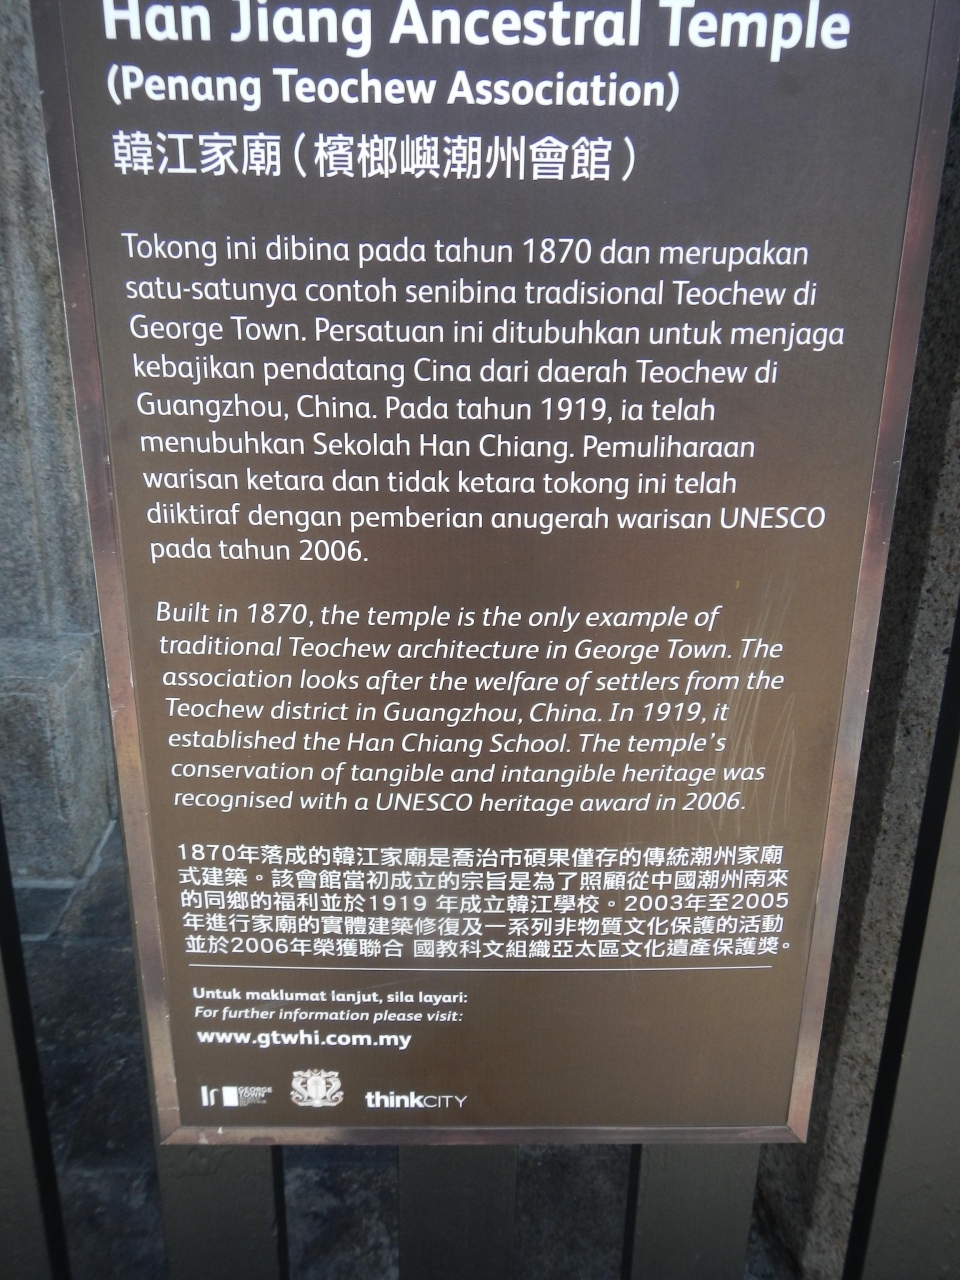 Han Jiang Ancestral Temple
(Penang Teochew Association)
韓江家廟(檳榔嶼潮州會館)
Tokong ini dibina pada tahun 1870 dan merupakan
satu-satunya contoh senibina tradisional Teochew di
George Town. Persatuan ini ditubuhkan untuk menjaga
kebajikan pendatang Cina dari daerah Teochew di
Guangzhou, China. Pada tahun 1919, ia telah
menubuhkan Sekolah Han Chiang. Pemuliharaan
warisan ketara dan tidak ketara tokong ini telah
diiktiraf dengan pemberian anugerah warisan UNESCO
pada tahun 2006.
Built in 1870, the temple is the only example of
traditional Teochew architecture in George Town. The
association looks after the welfare of settlers from the
Teochew district in Guangzhou, China. In 1919, it
established the Han Chiang School. The temple's
conservation of tangible and intangible heritage was
recognised with a UNESCO heritage award in 2006.
1870年落成的韓江家廟是喬治市碩果僅存的傳統潮州家廟
式建築。該會館當初成立的宗旨是為了照顧從中國潮州南來
的同鄉的福利並於1919 年成立韓江學校。2003年至2005
年進行家廟的實體建築修復及一系列非物質文化保護的活動
並於2006年榮獲聯合 國教科文組織亞太區文化遺產保護獎。
Untuk maklumat lanjut, sila layari:
For further information please visit:
www.gtwhi.com.my
GEORGE
TOWN
thinkCITY